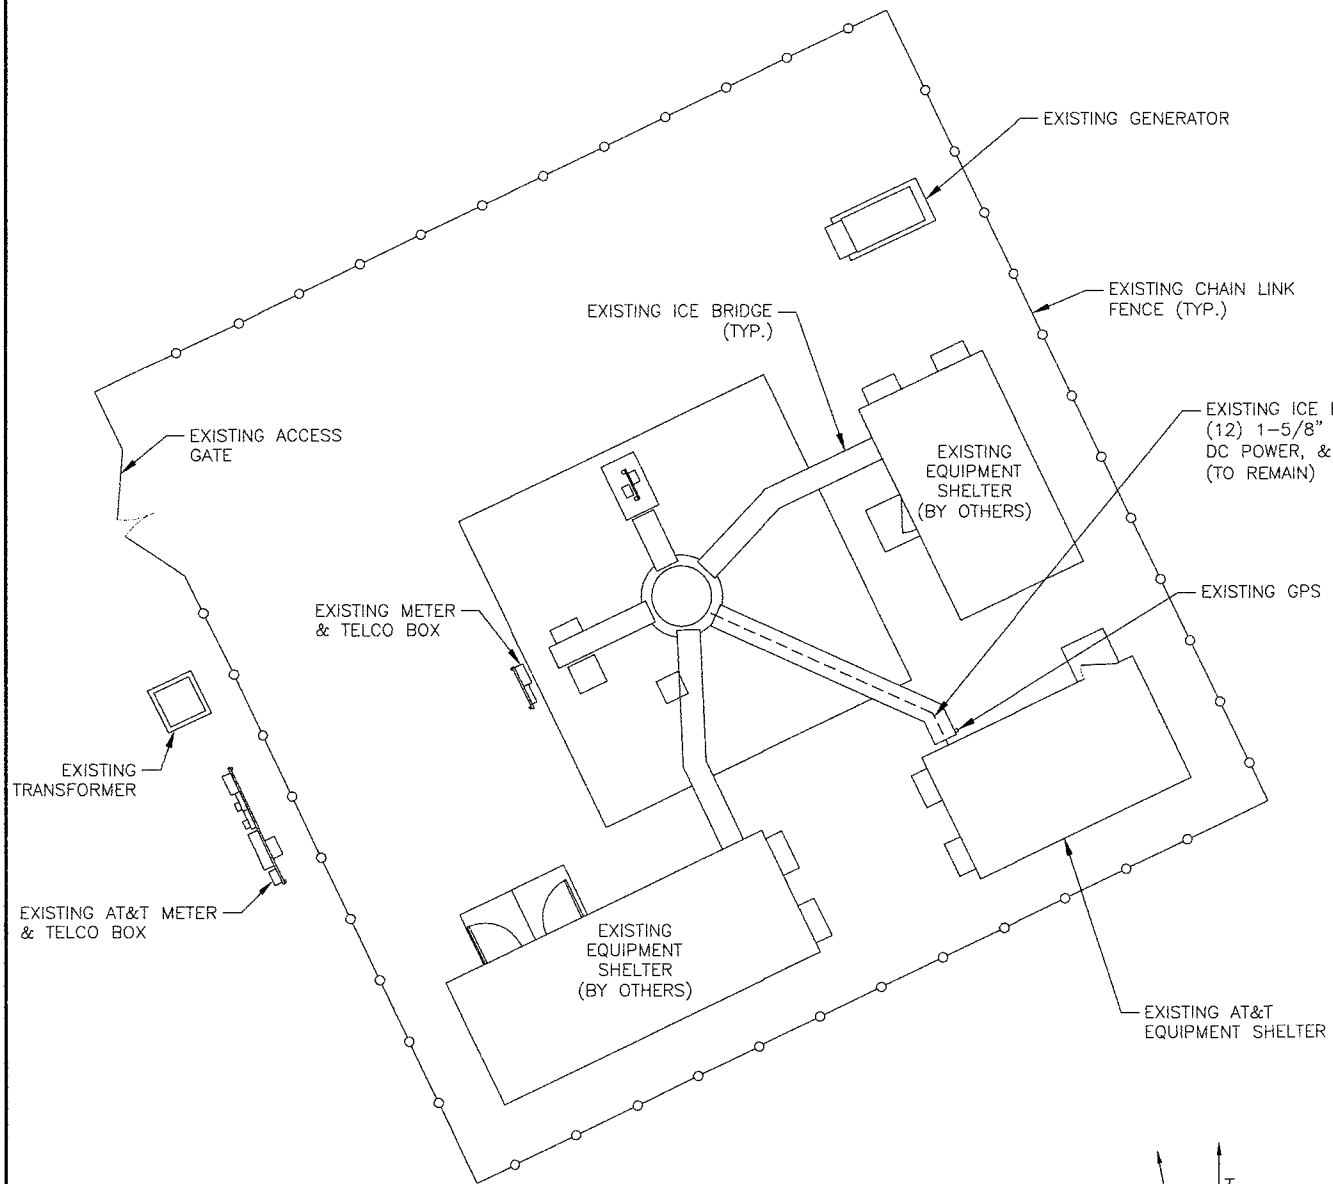 EXISTING GENERATOR
EXISTING CHAIN LINK
FENCE (TYP.)
EXISTING ICE BRIDGE
(TYP.)
EXISTING ACCESS
GATE
EXISTING ICE
(12) 1-5/8"
DC POWER, &
(TO REMAIN)
EXISTING
EQUIPMENT
SHELTER
(BY OTHERS)
EXISTING GPS
EXISTING METER
& TELCO BOX
EXISTING
TRANSFORMER
EXISTING AT&T METER
& TELCO BOX
EXISTING
EQUIPMENT
SHELTER
(BY OTHERS)
EXISTING AT&T
EQUIPMENT SHELTER